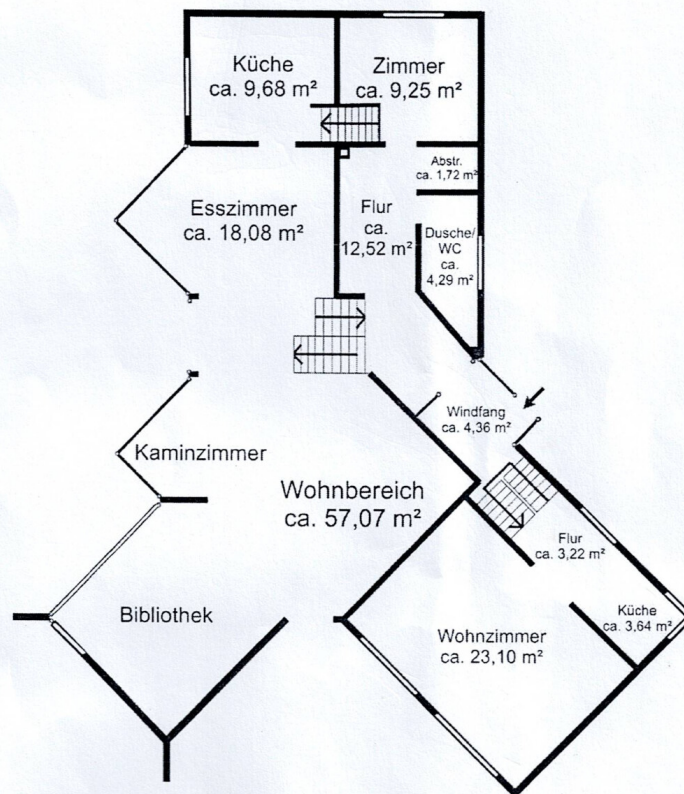 Küche
ca. 9,68 m²
Zimmer
ca. 9,25 m²
Abstr.
ca. 1,72 m²
Esszimmer
ca. 18,08 m²
Flur
ca.
12,52 m²
Dusche/
WC
ca.
4,29 m²
Windfang
ca. 4,36 m²
Kaminzimmer
Wohnbereich
ca. 57,07 m²
Flur
ca. 3,22 m²
Bibliothek
Küche
ca. 3,64 m²
Wohnzimmer
ca. 23,10 m²